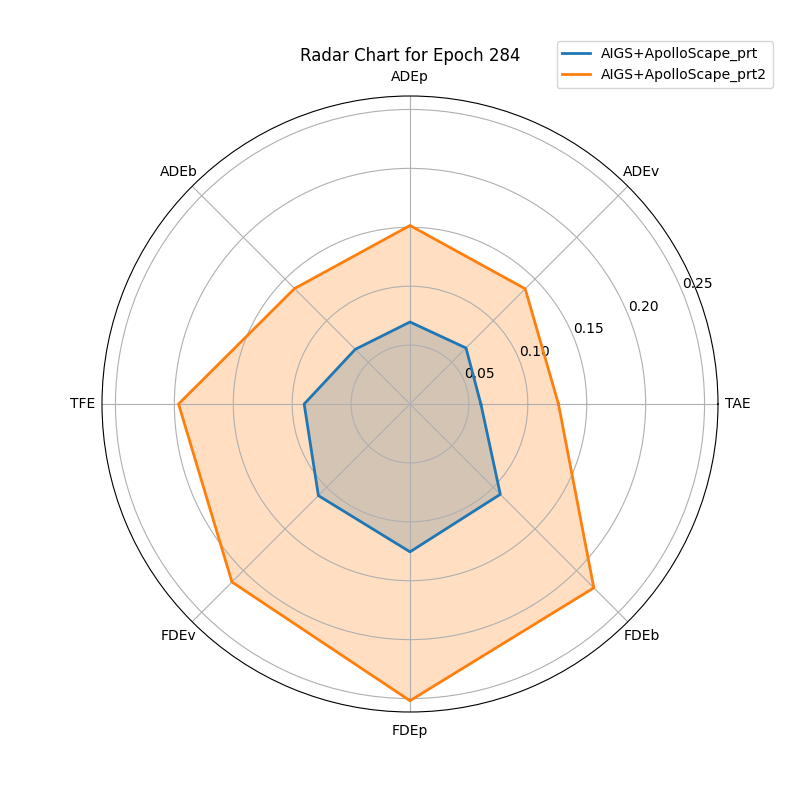 Radar Chart for Epoch 284
AIGS+ApolloScape_prt
AIGS+ApolloScape_prt2
ADEp
ADEb
ADEv
0.25
0.20
0.15
0.10
0.05
TFE
TAE
FDEv
FDEb
FDEp